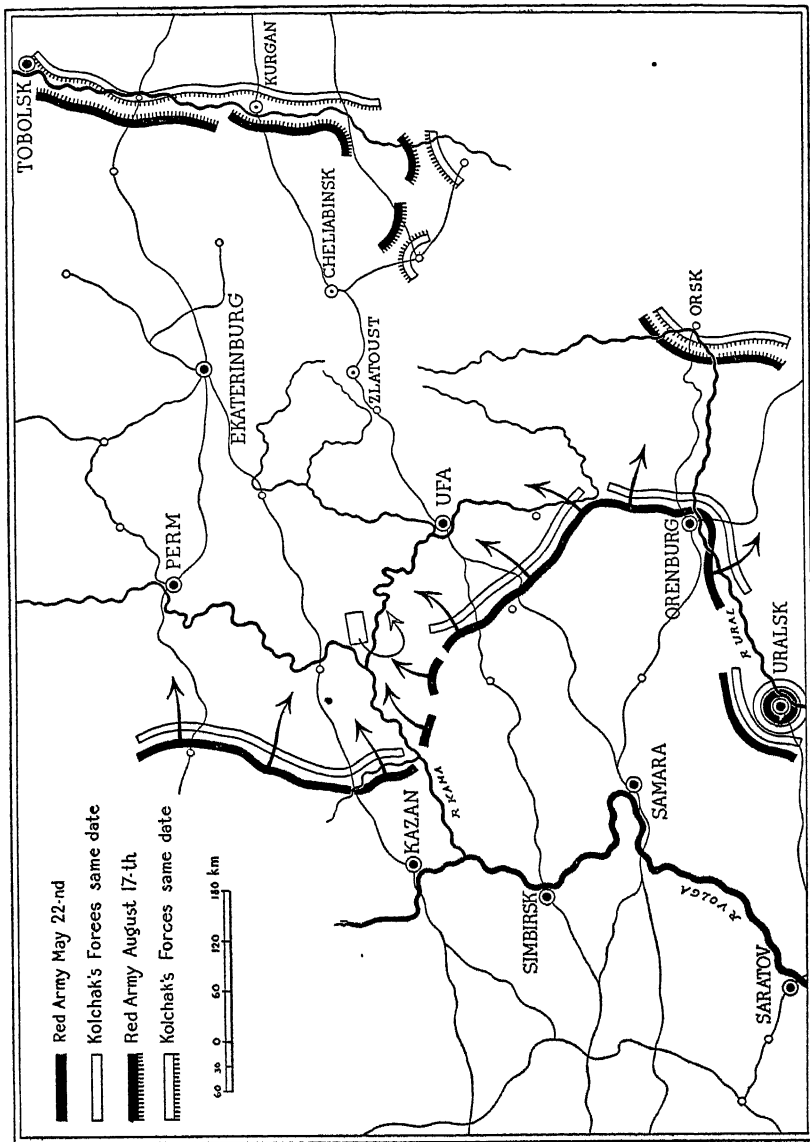 Red Army May 22-nd
Kolchak's Forees same date
Red Army August 17-th
Kolchak's Forces same date
60 30 0 60 120 180 km
TOBOLSK
KURGAN
CHELIABINSK
EKATERINBURG
ZLATOUST
ORSK
PERM
UFA
ORENBURG
R URAL
URALSK
R KAMA
KAZAN
SAMARA
SIMBIRSK
R VOLGA
SARATOV